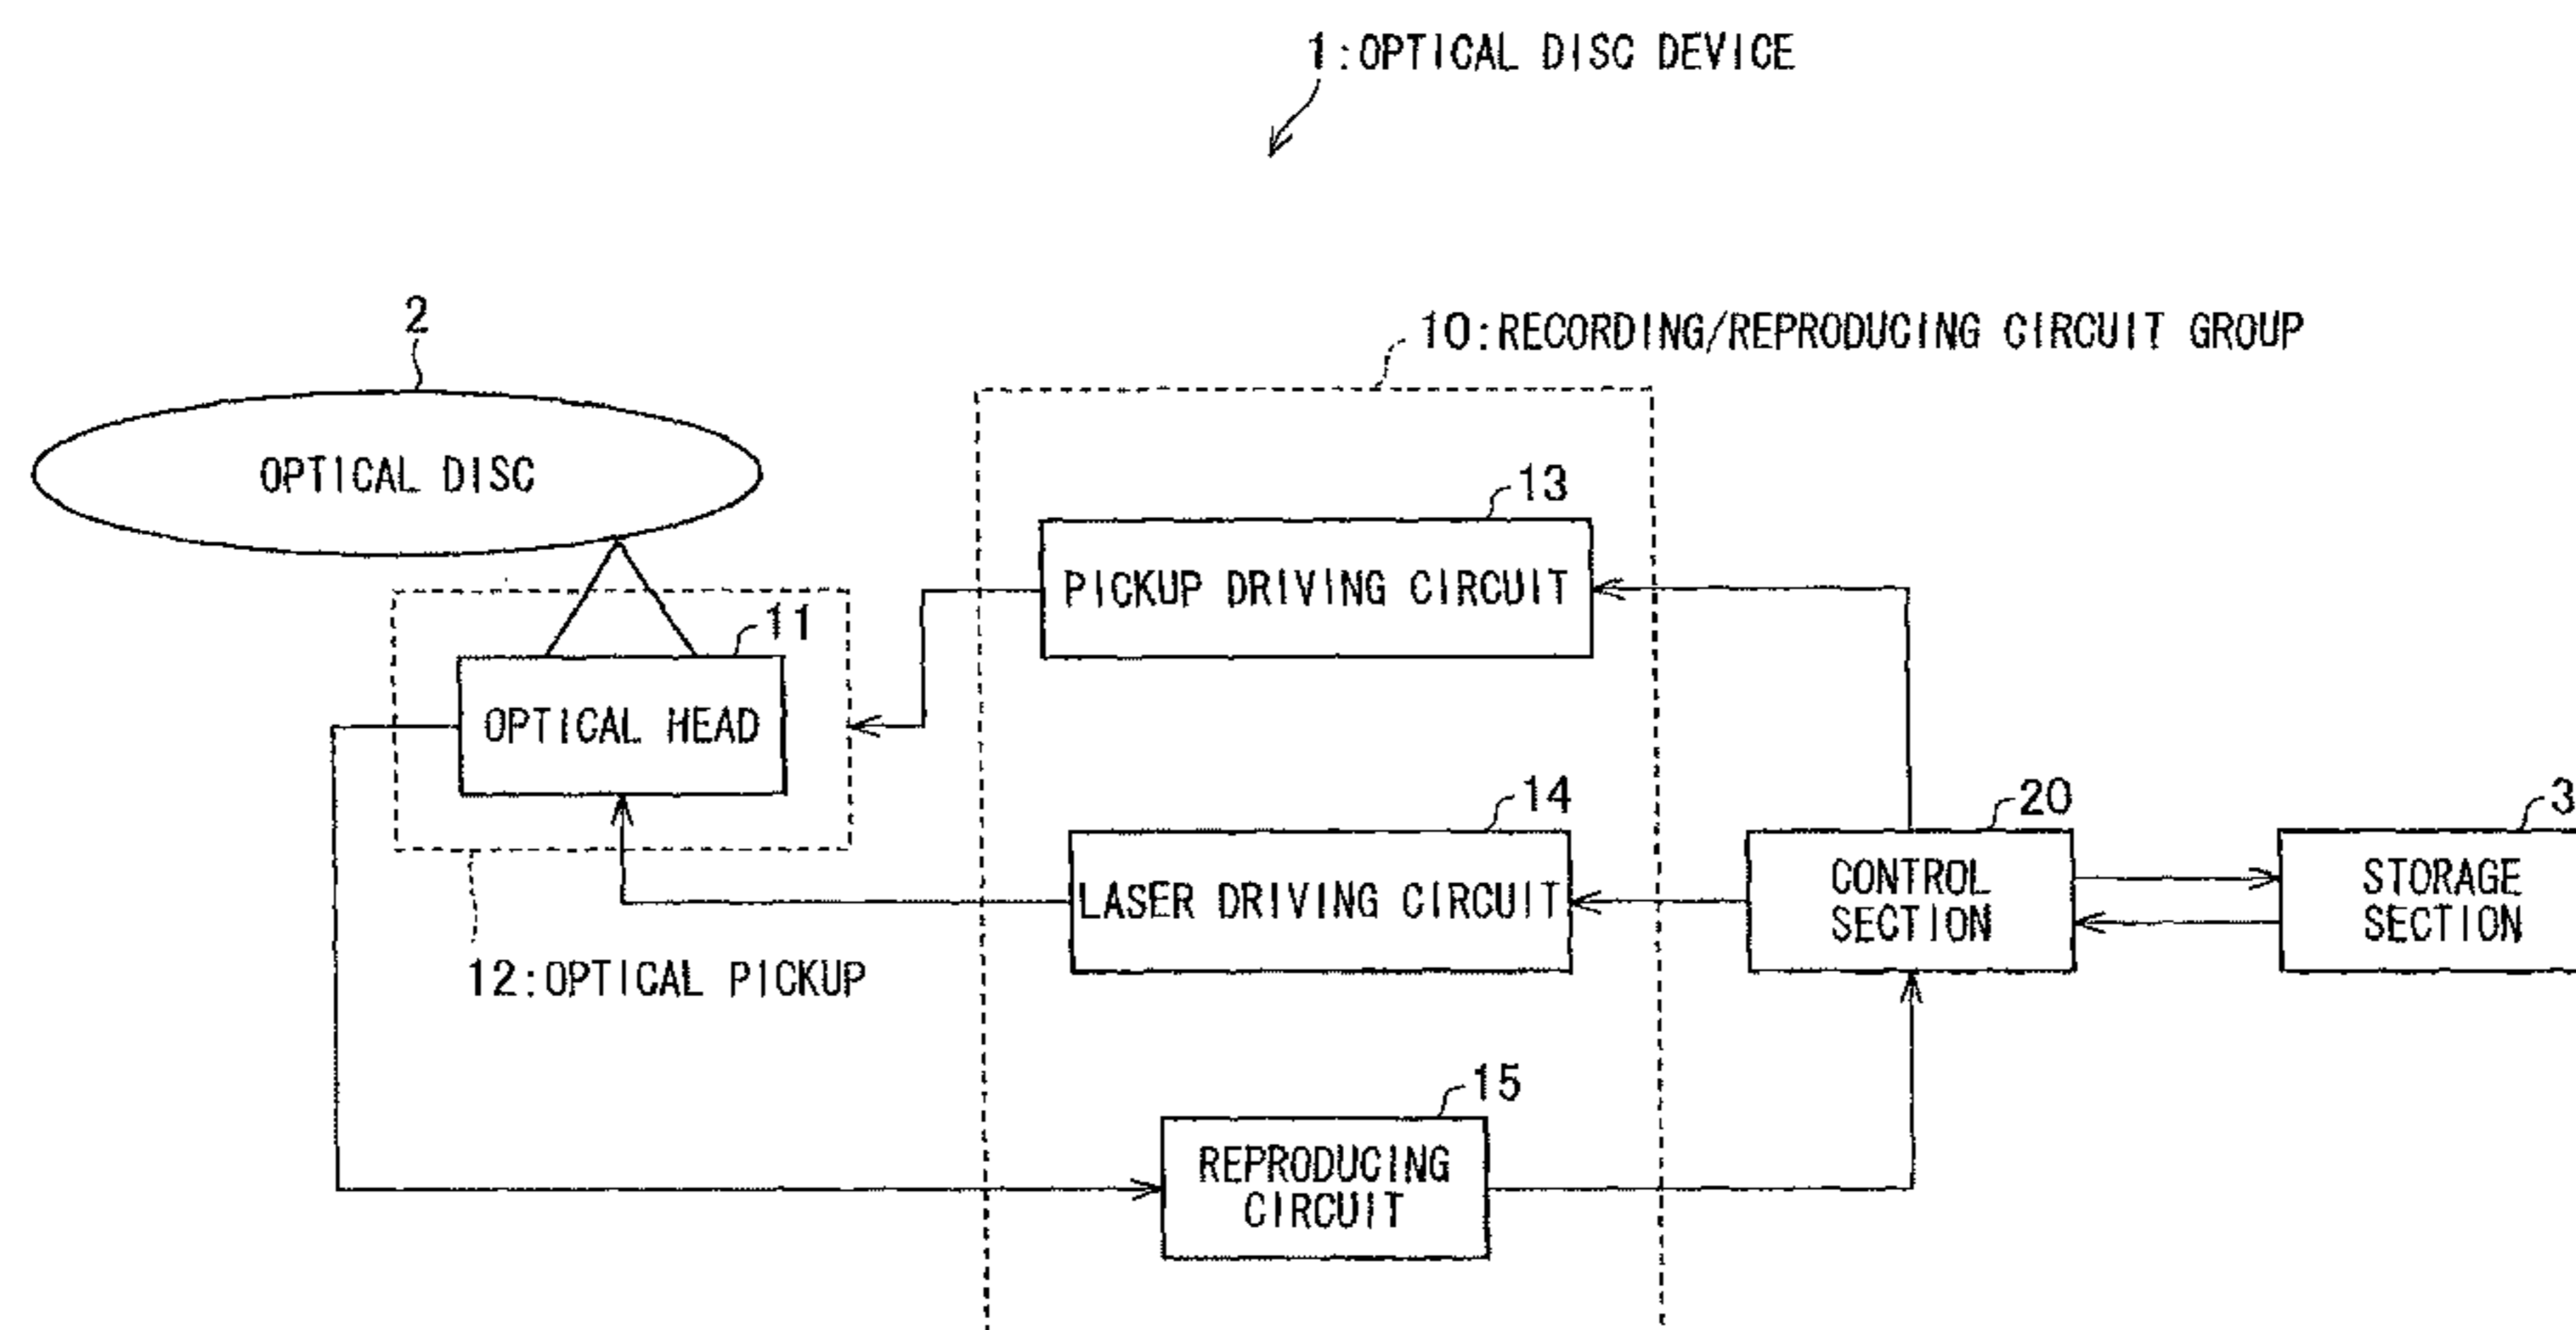 1:OPTICAL DISC DEVICE
2
10:RECORDING/REPRODUCING CIRCUIT GROUP
OPTICAL DISC
13
PICKUP DRIVING CIRCUIT
11
OPTICAL HEAD
14
20
3
LASER DRIVING CIRCUIT
CONTROL
SECTION
STORAGE
SECTION
12:OPTICAL PICKUP
15
REPRODUCING
CIRCUIT